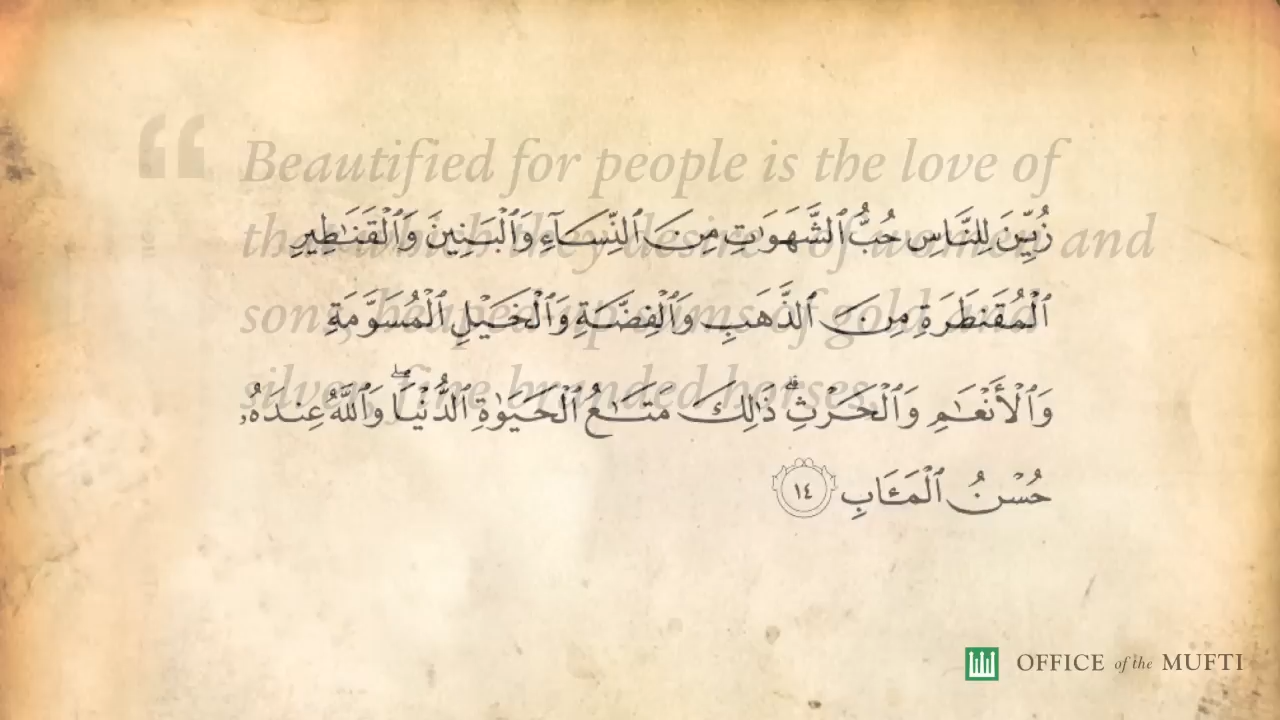 “ Beautified for people is the love of
زُيِّنَ لِلنَّاسِ حُبُّ ٱلشَّهَوَٰتِ مِنَ ٱلنِّسَآءِ وَٱلْبَنِينَ وَٱلْقَنَٰطِيرِ
that which they desire of women and
ٱلْمُقَنطَرَةِ مِنَ ٱلذَّهَبِ وَٱلْفِضَّةِ وَٱلْخَيْلِ ٱلْمُسَوَّمَةِ
sons, heaped up sums of gold and
silver, fine branded horses,
وَٱلْأَنْعَٰمِ وَٱلْحَرْثِ ۗ ذَٰلِكَ مَتَٰعُ ٱلْحَيَوٰةِ ٱلدُّنْيَا ۖ وَٱللَّهُ عِندَهُۥ
حُسْنُ ٱلْمَـَٔابِ ١٤
OFFICE of the MUFTI